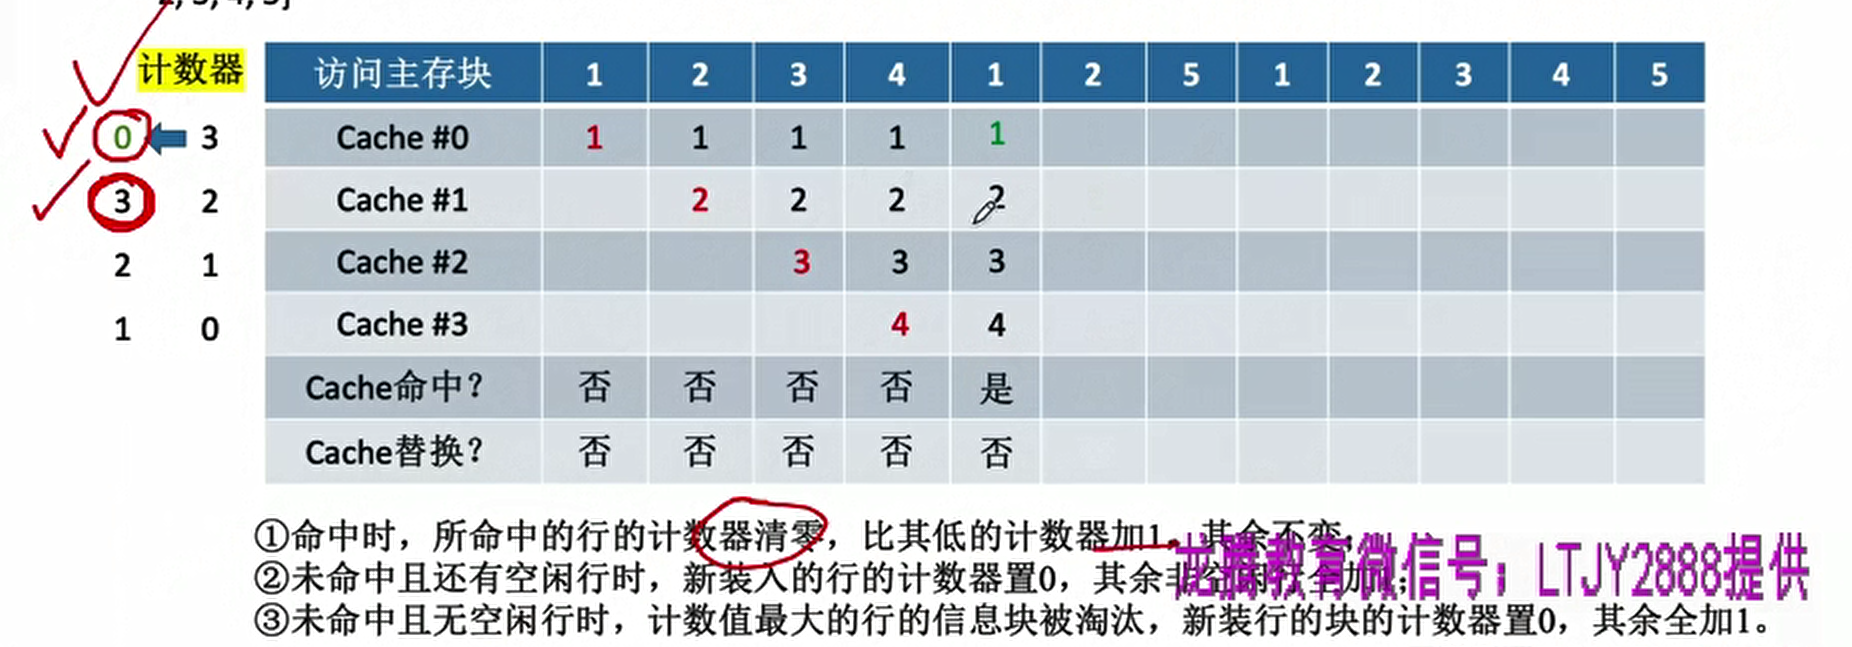 2, 3, 4, 5]
计数器 访问主存块 1 2 3 4 1 2 5 1 2 3 4 5
0 3 Cache #0 1 1 1 1 1
3 2 Cache #1 2 2 2 2
2 1 Cache #2 3 3 3
1 0 Cache #3 4 4
Cache命中? 否 否 否 否 是
Cache替换? 否 否 否 否 否
①命中时，所命中的行的计数器清零，比其低的计数器加1，其余不变；
龙腾教育微信号：LTJY2888提供
②未命中且还有空闲行时，新装入的行的计数器置0，其余非空闲行全加1；
③未命中且无空闲行时，计数值最大的行的信息块被淘汰，新装行的块的计数器置0，其余全加1。